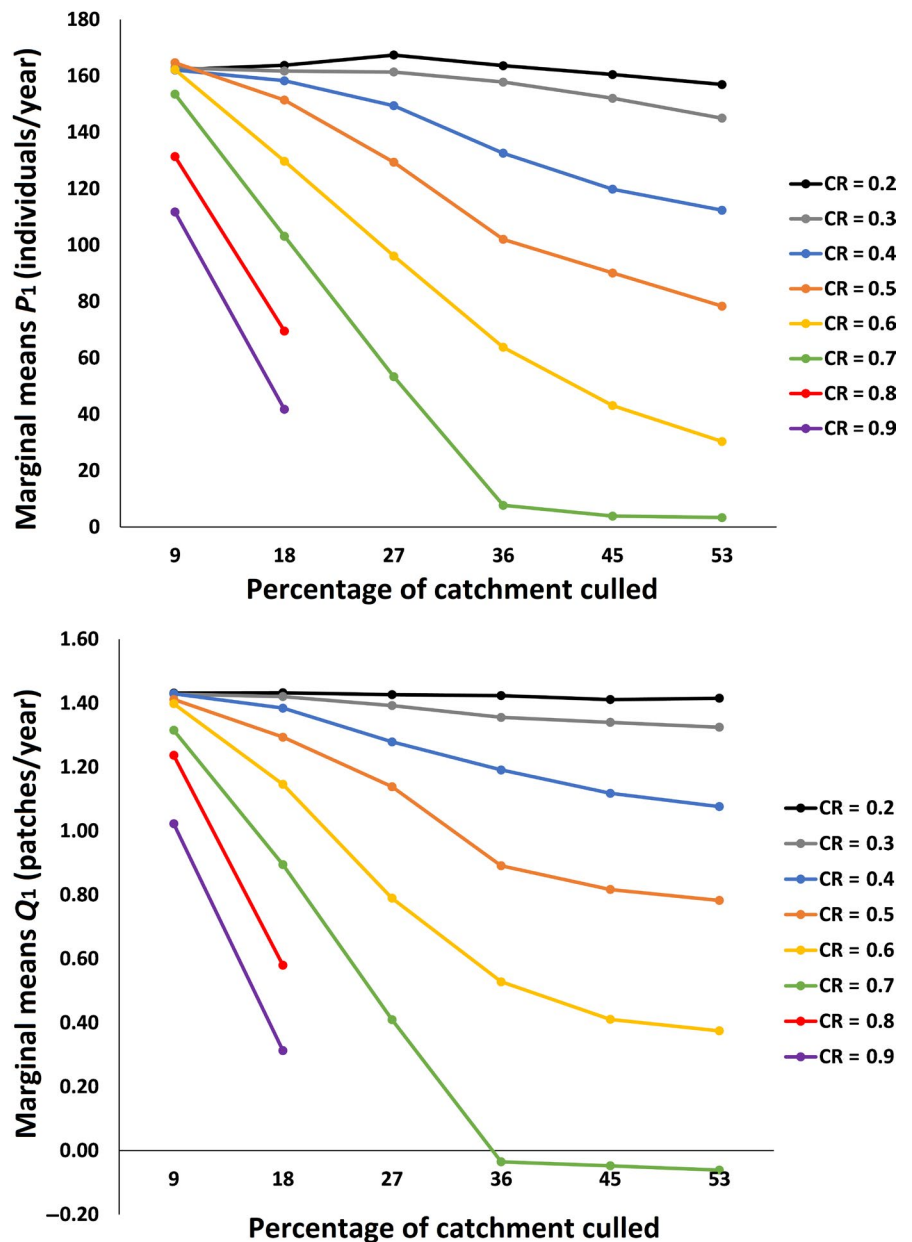 180
160
140
120
100
80
60
40
20
0
Marginal means P1 (individuals/year)
9 18 27 36 45 53
Percentage of catchment culled
CR = 0.2
CR = 0.3
CR = 0.4
CR = 0.5
CR = 0.6
CR = 0.7
CR = 0.8
CR = 0.9
1.60
1.40
1.20
1.00
0.80
0.60
0.40
0.20
0.00
–0.20
Marginal means Q1 (patches/year)
9 18 27 36 45 53
Percentage of catchment culled
CR = 0.2
CR = 0.3
CR = 0.4
CR = 0.5
CR = 0.6
CR = 0.7
CR = 0.8
CR = 0.9